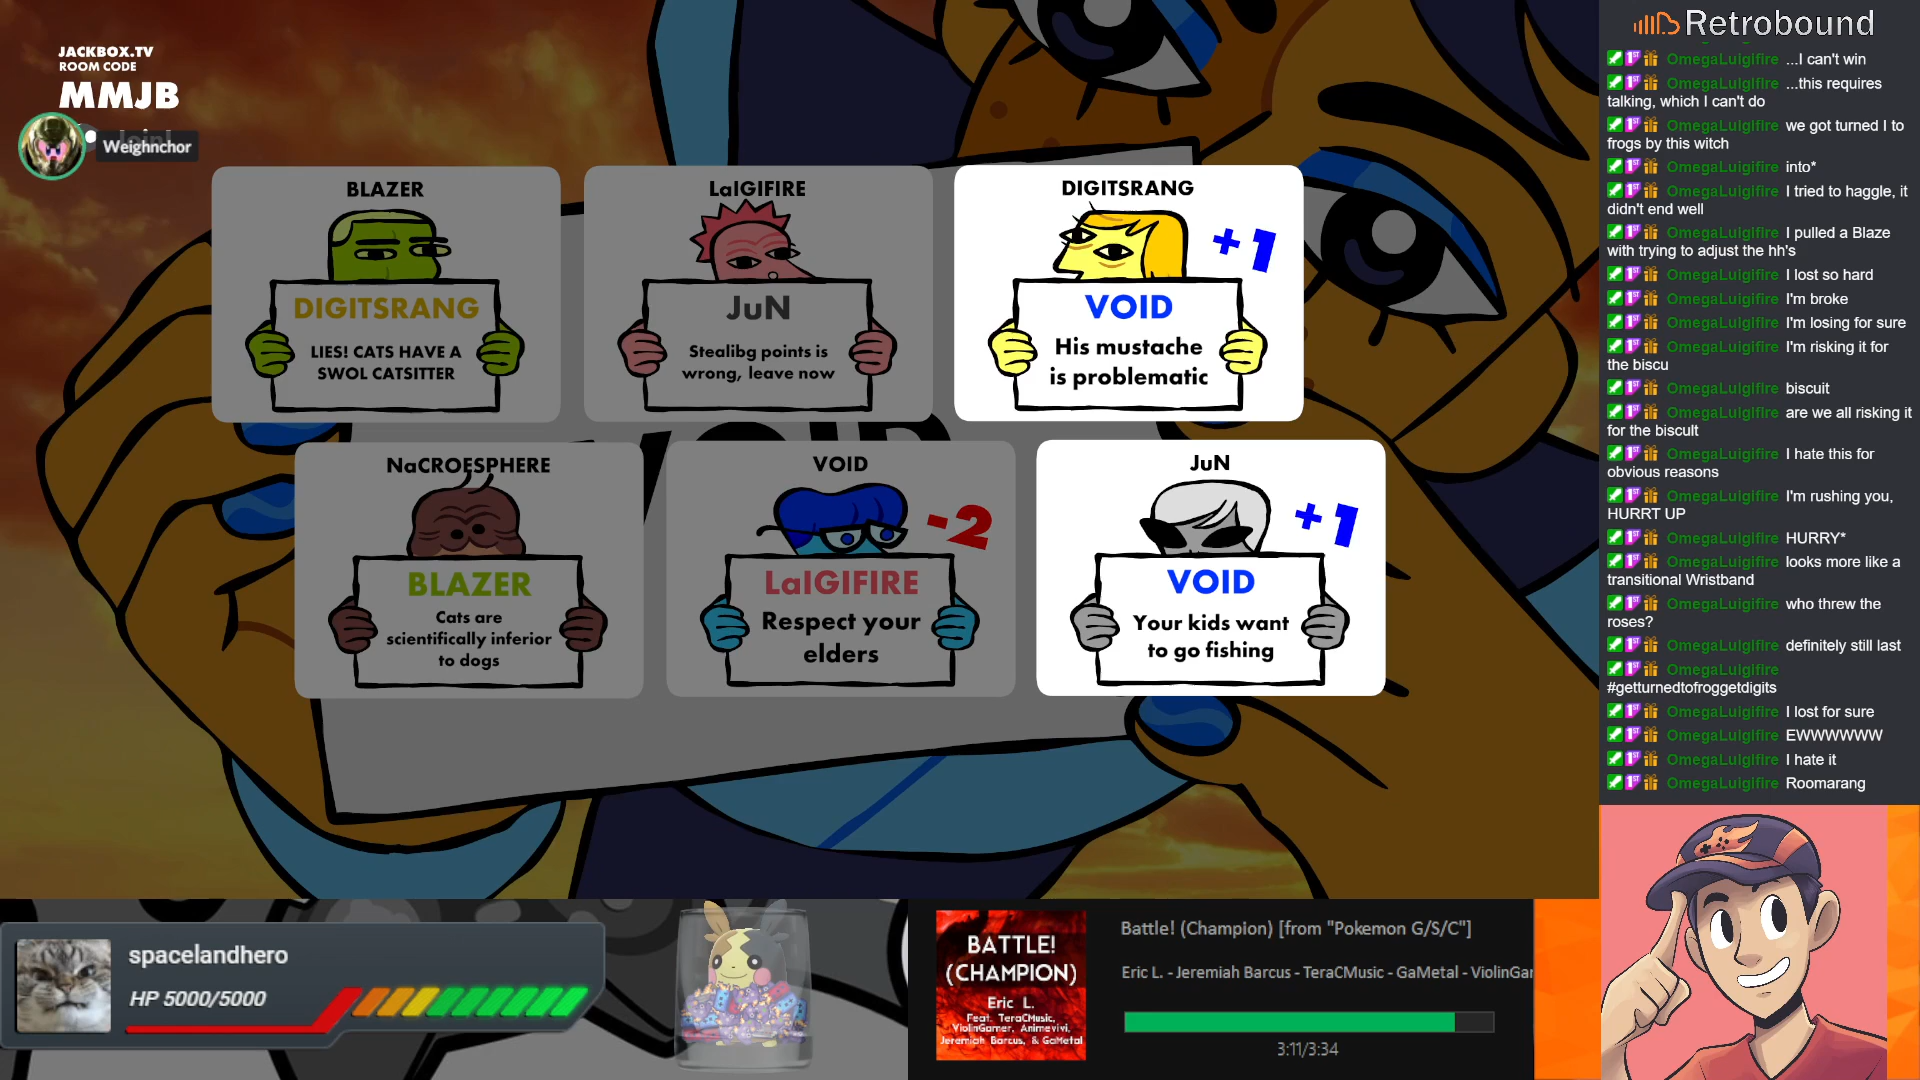 JACKBOX.TV
ROOM CODE
MMJB
Join!
Weighnchor
BLAZER
DIGITSRANG
LIES! CATS HAVE A
SWOL CATSITTER
LaIGIFIRE
JuN
Stealibg points is
wrong, leave now
DIGITSRANG
+1
VOID
His mustache
is problematic
NaCROESPHERE
BLAZER
Cats are
scientifically inferior
to dogs
VOID
-2
LaIGIFIRE
Respect your
elders
JuN
+1
VOID
Your kids want
to go fishing
Retrobound
OmegaLuigifire ...I can't win
OmegaLuigifire ...this requires
talking, which I can't do
OmegaLuigifire we got turned I to
frogs by this witch
OmegaLuigifire into*
OmegaLuigifire I tried to haggle, it
didn't end well
OmegaLuigifire I pulled a Blaze
with trying to adjust the hh's
OmegaLuigifire I lost so hard
OmegaLuigifire I'm broke
OmegaLuigifire I'm losing for sure
OmegaLuigifire I'm risking it for
the biscu
OmegaLuigifire biscuit
OmegaLuigifire are we all risking it
for the biscuIt
OmegaLuigifire I hate this for
obvious reasons
OmegaLuigifire I'm rushing you,
HURRT UP
OmegaLuigifire HURRY*
OmegaLuigifire looks more like a
transitional Wristband
OmegaLuigifire who threw the
roses?
OmegaLuigifire definitely still last
OmegaLuigifire
#getturnedtofroggetdigits
OmegaLuigifire I lost for sure
OmegaLuigifire EWWWWWW
OmegaLuigifire I hate it
OmegaLuigifire Roomarang
spacelandhero
HP 5000/5000
BATTLE!
(CHAMPION)
Eric L.
Feat. TeraCMusic,
ViolinGamer, Animevivi,
Jeremiah Barcus, & GaMetal
Battle! (Champion) [from "Pokemon G/S/C"]
Eric L. - Jeremiah Barcus - TeraCMusic - GaMetal - ViolinGar
3:11/3:34